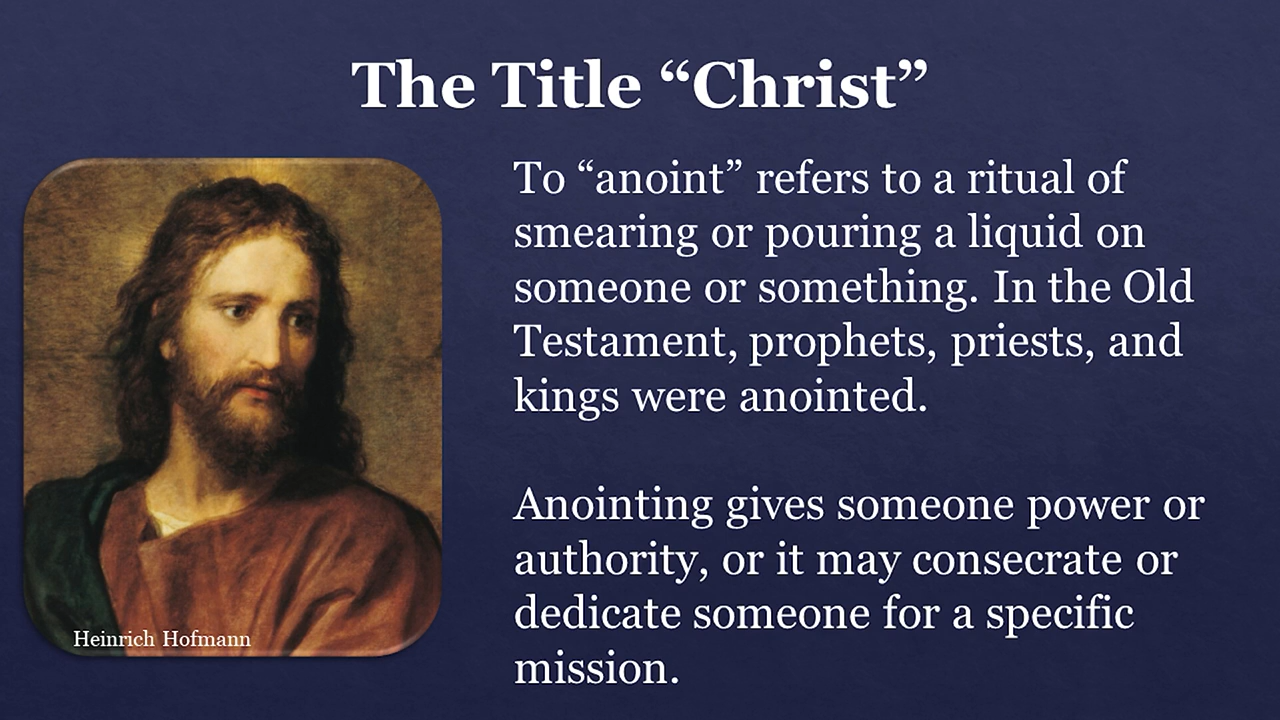 The Title “Christ”
To “anoint” refers to a ritual of
smearing or pouring a liquid on
someone or something. In the Old
Testament, prophets, priests, and
kings were anointed.
Anointing gives someone power or
authority, or it may consecrate or
dedicate someone for a specific
mission.
Heinrich Hofmann